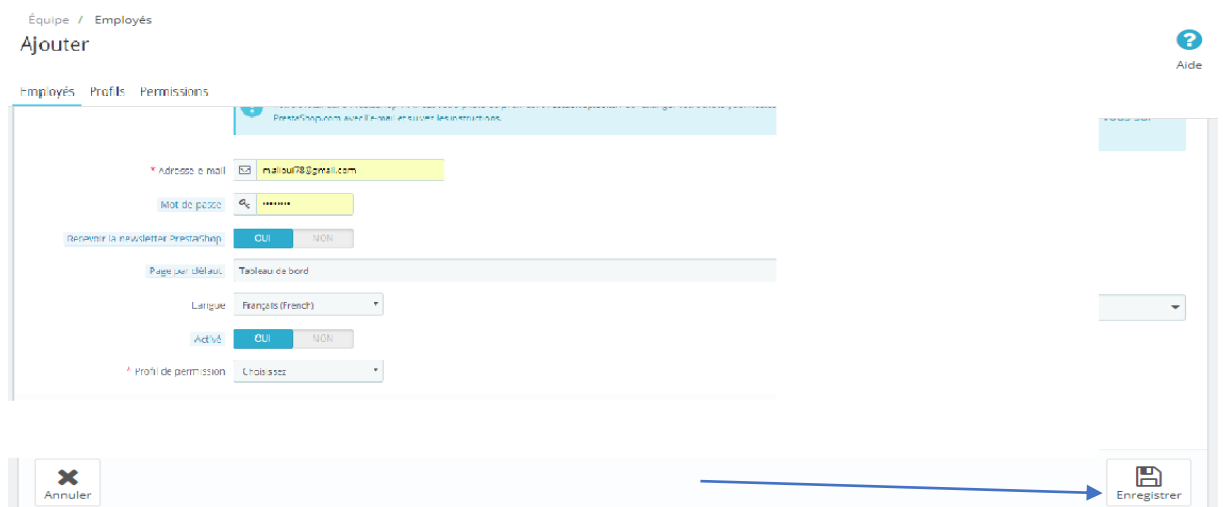 Équipe / Employés
Ajouter
Aide
Employés Profils Permissions
PrestaShop.com avec l'e-mail et suivez les instructions.
vous sur
* Adresse e-mail
Mot de passe ••••••••
Recevoir la newsletter PrestaShop OUI NON
Page par défaut Tableau de bord
Langue Français (French)
Activé OUI NON
* Profil de permission Choisissez
Annuler
Enregistrer